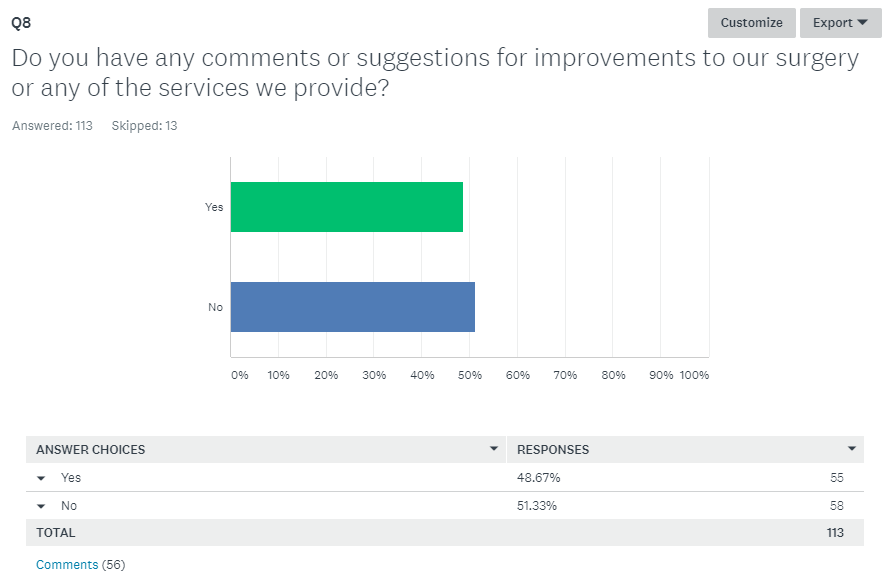 Q8
Customize
Export
Do you have any comments or suggestions for improvements to our surgery
or any of the services we provide?
Answered: 113 Skipped: 13
Yes
No
0% 10% 20% 30% 40% 50% 60% 70% 80% 90% 100%
ANSWER CHOICES RESPONSES
Yes 48.67% 55
No 51.33% 58
TOTAL 113
Comments (56)